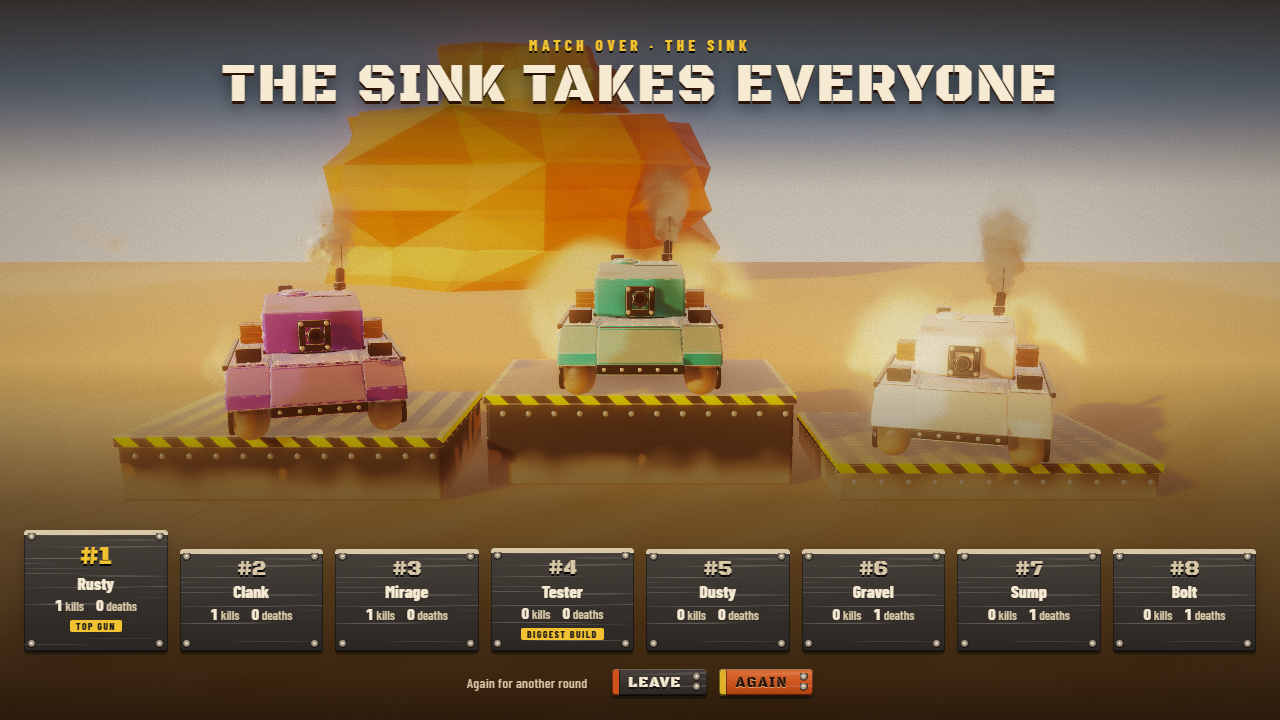 MATCH OVER · THE SINK
THE SINK TAKES EVERYONE
#1
Rusty
1 kills 0 deaths
TOP GUN
#2
Clank
1 kills 0 deaths
#3
Mirage
1 kills 0 deaths
#4
Tester
0 kills 0 deaths
BIGGEST BUILD
#5
Dusty
0 kills 0 deaths
#6
Gravel
0 kills 1 deaths
#7
Sump
0 kills 1 deaths
#8
Bolt
0 kills 1 deaths
Again for another round
LEAVE
AGAIN